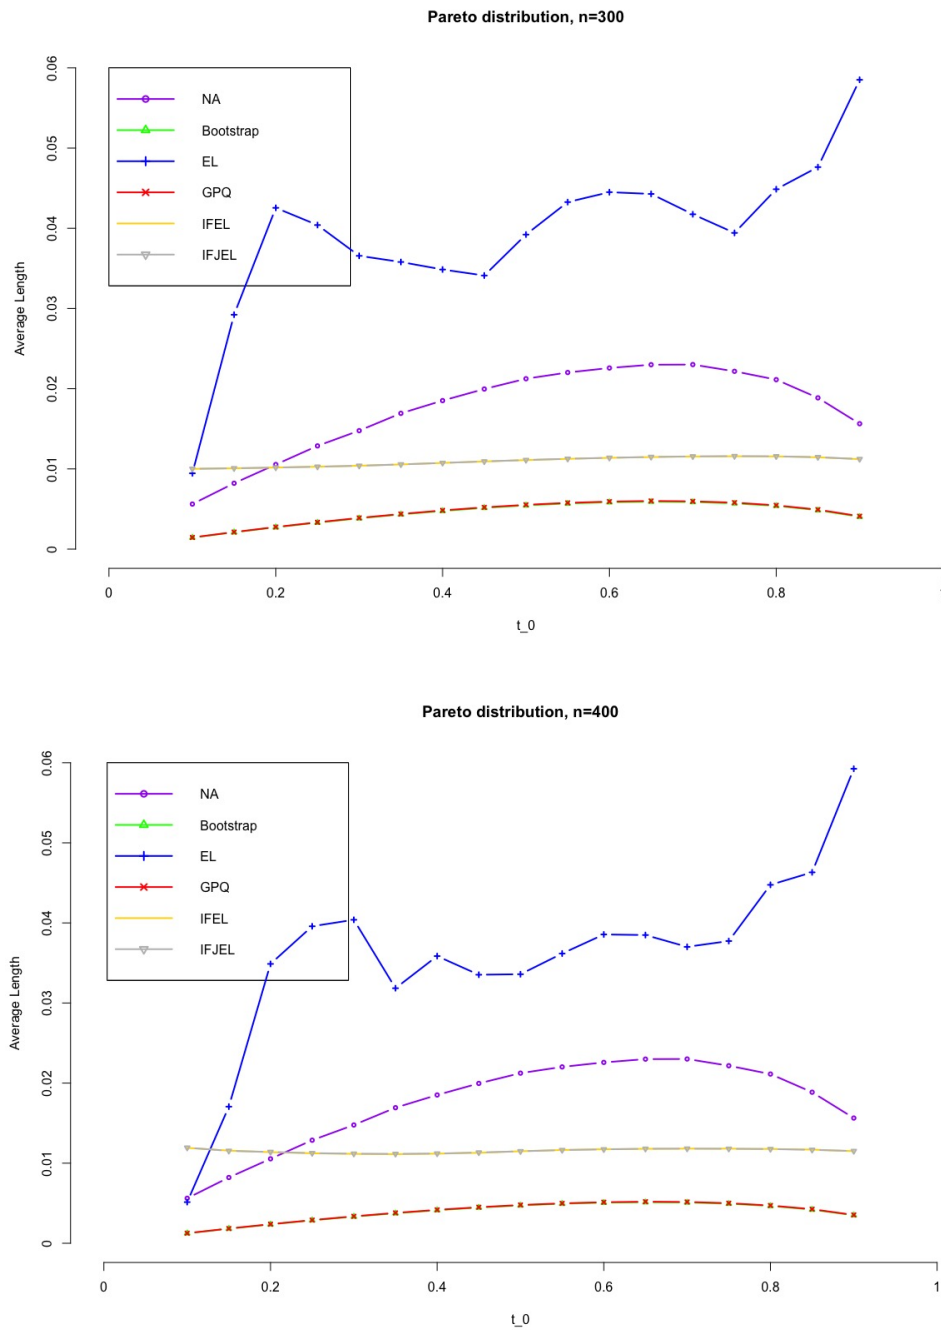 Pareto distribution, n=300
Average Length
0.06
0.05
0.04
0.03
0.02
0.01
0
NA
Bootstrap
EL
GPQ
IFEL
IFJEL
0
0.2
0.4
0.6
0.8
t_0
Pareto distribution, n=400
Average Length
0.06
0.05
0.04
0.03
0.02
0.01
0
NA
Bootstrap
EL
GPQ
IFEL
IFJEL
0
0.2
0.4
0.6
0.8
1
t_0